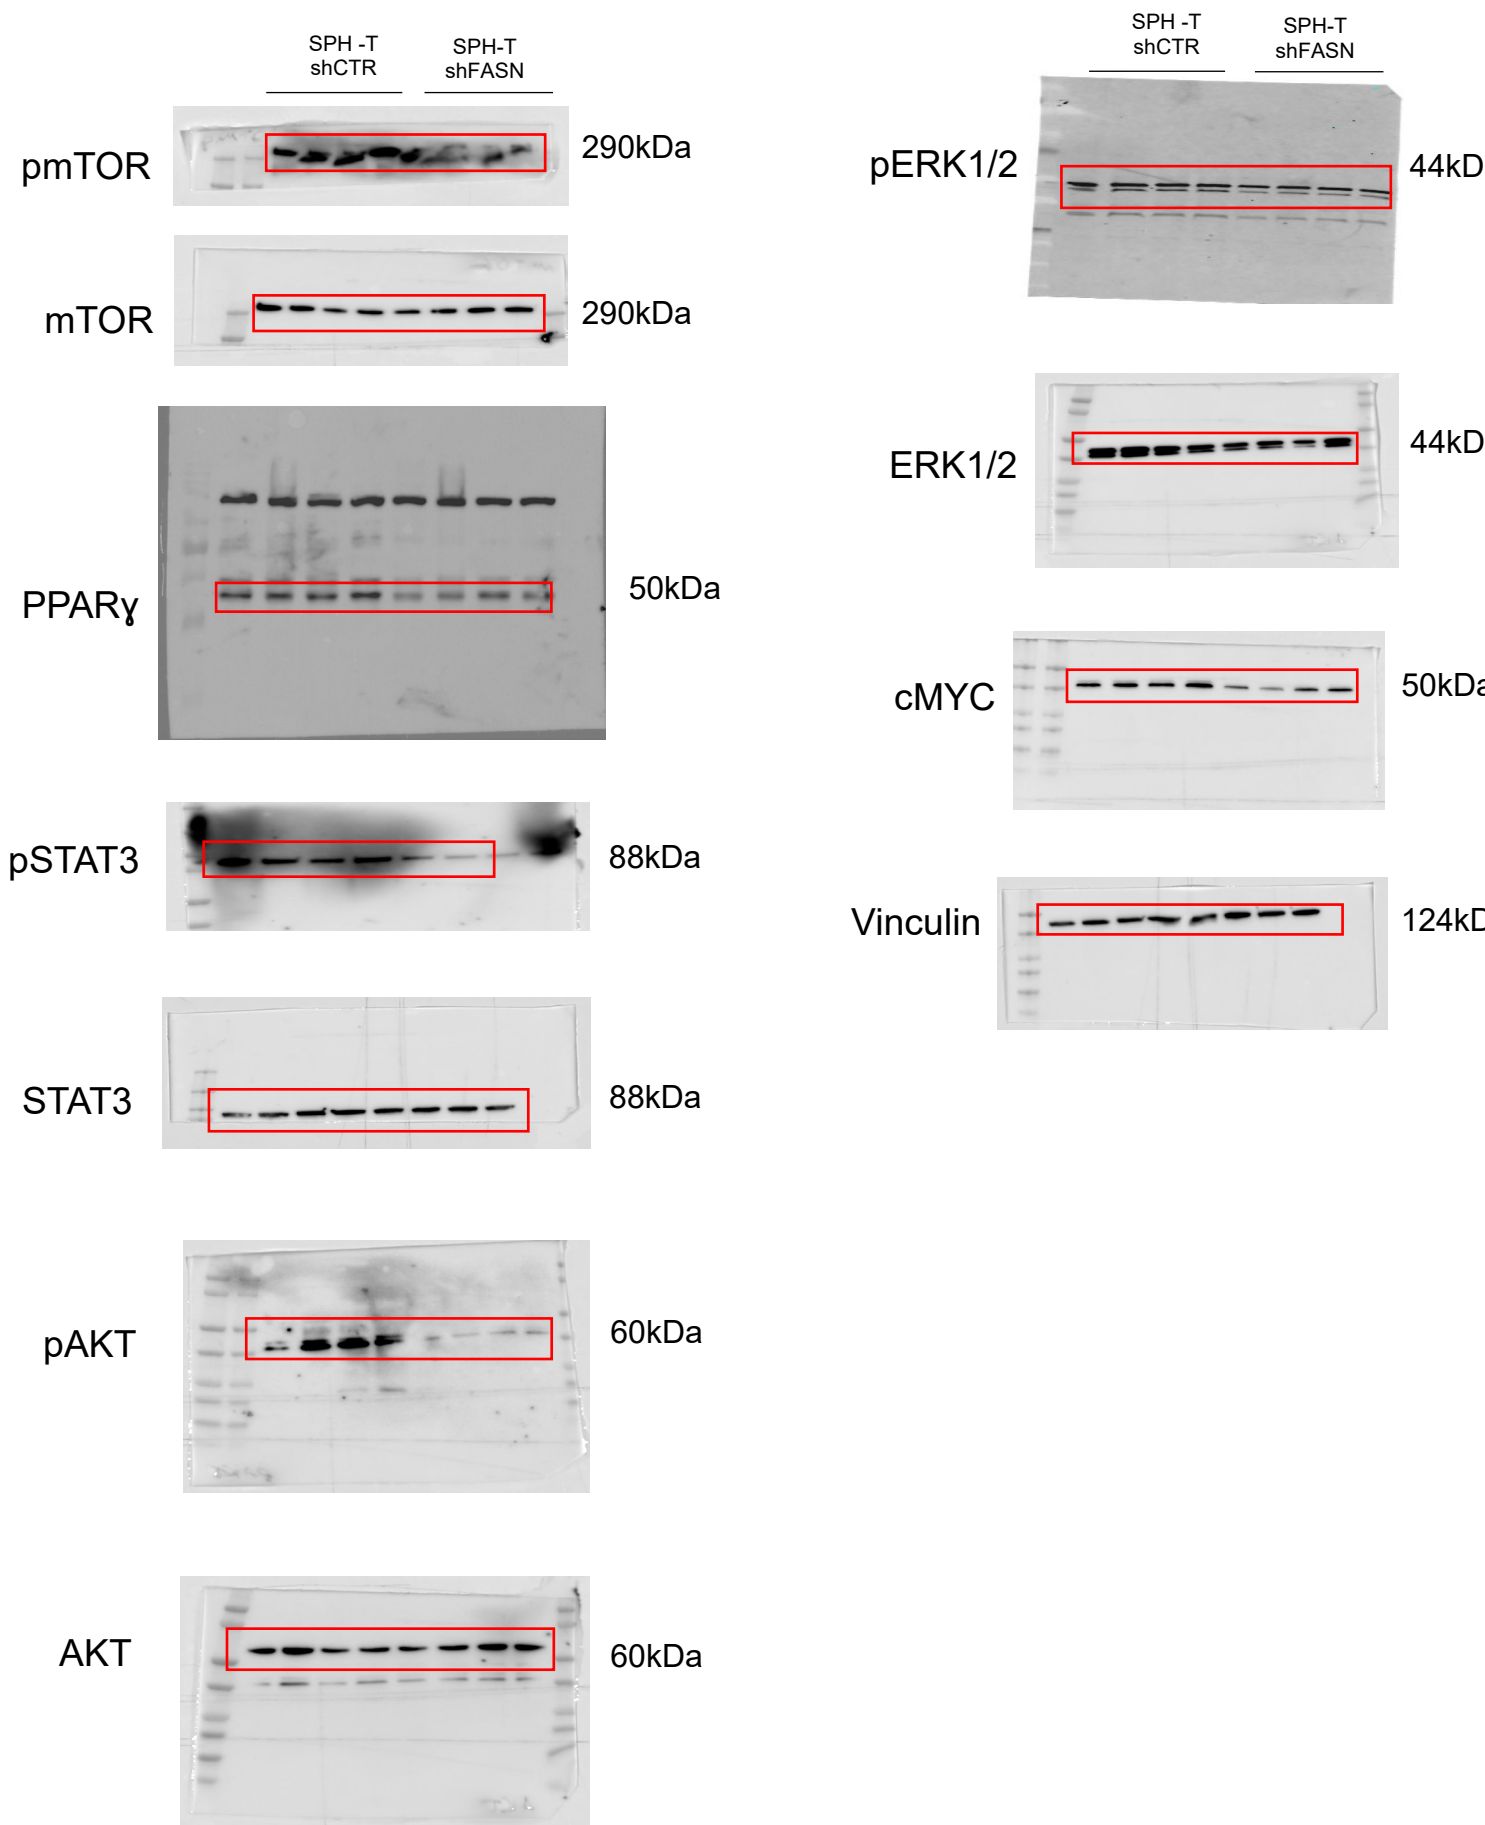 SPH -T
shCTR
SPH-T
shFASN
pmTOR
290kDa
mTOR
290kDa
PPARɣ
50kDa
pSTAT3
88kDa
STAT3
88kDa
pAKT
60kDa
AKT
60kDa
SPH -T
shCTR
SPH-T
shFASN
pERK1/2
44kD
ERK1/2
44kD
cMYC
50kDa
Vinculin
124kD